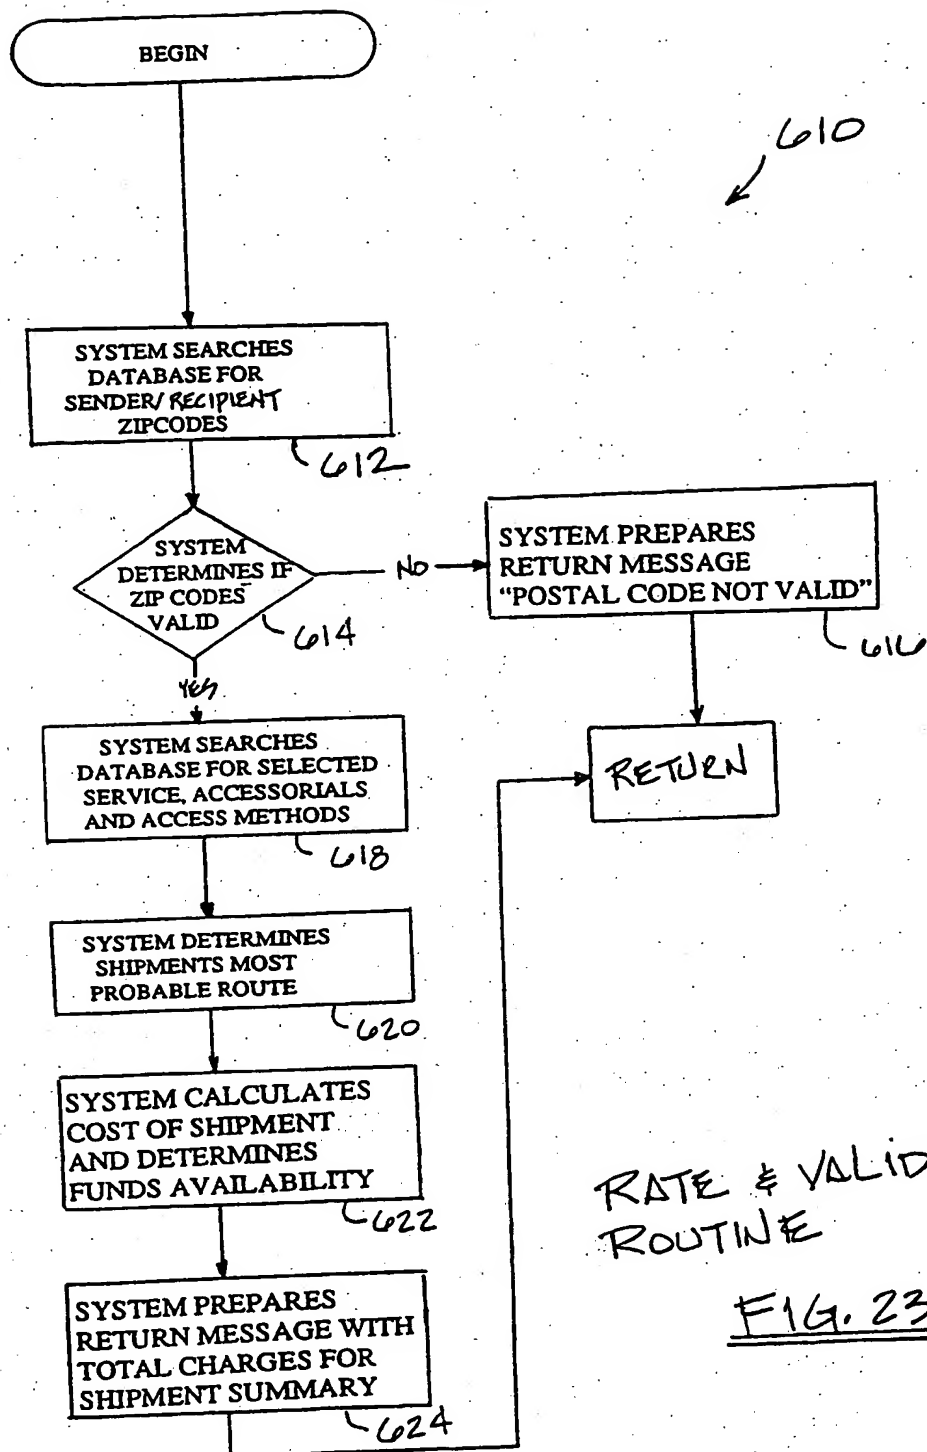 BEGIN
610
SYSTEM SEARCHES
DATABASE FOR
SENDER/RECIPIENT
ZIPCODES
612
SYSTEM
DETERMINES IF
ZIP CODES
VALID
614
NO
SYSTEM PREPARES
RETURN MESSAGE
“POSTAL CODE NOT VALID”
616
YES
RETURN
SYSTEM SEARCHES
DATABASE FOR SELECTED
SERVICE, ACCESSORIALS
AND ACCESS METHODS
618
SYSTEM DETERMINES
SHIPMENTS MOST
PROBABLE ROUTE
620
SYSTEM CALCULATES
COST OF SHIPMENT
AND DETERMINES
FUNDS AVAILABILITY
622
SYSTEM PREPARES
RETURN MESSAGE WITH
TOTAL CHARGES FOR
SHIPMENT SUMMARY
624
RATE & VALID
ROUTINE
FIG. 23